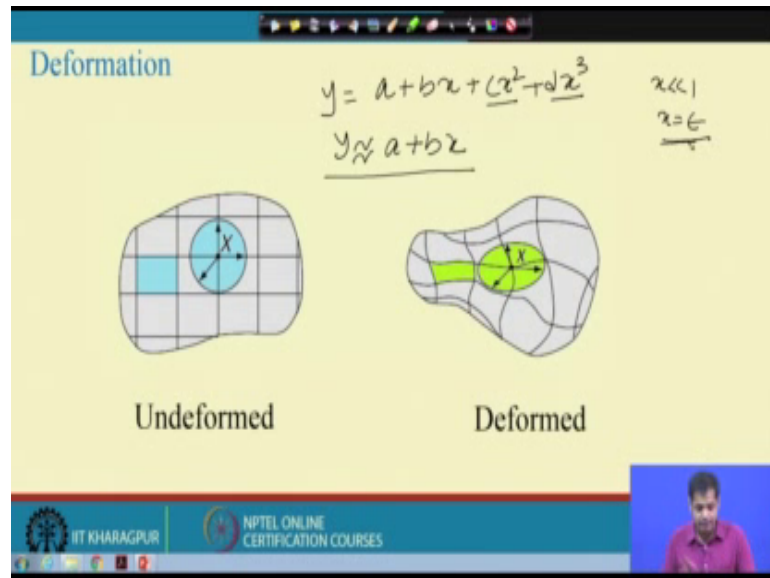 Deformation
y = a+bx+cx²+dx³
x<<1
x=ε
y≈a+bx
X
x
Undeformed
Deformed
IIT KHARAGPUR
NPTEL ONLINE
CERTIFICATION COURSES